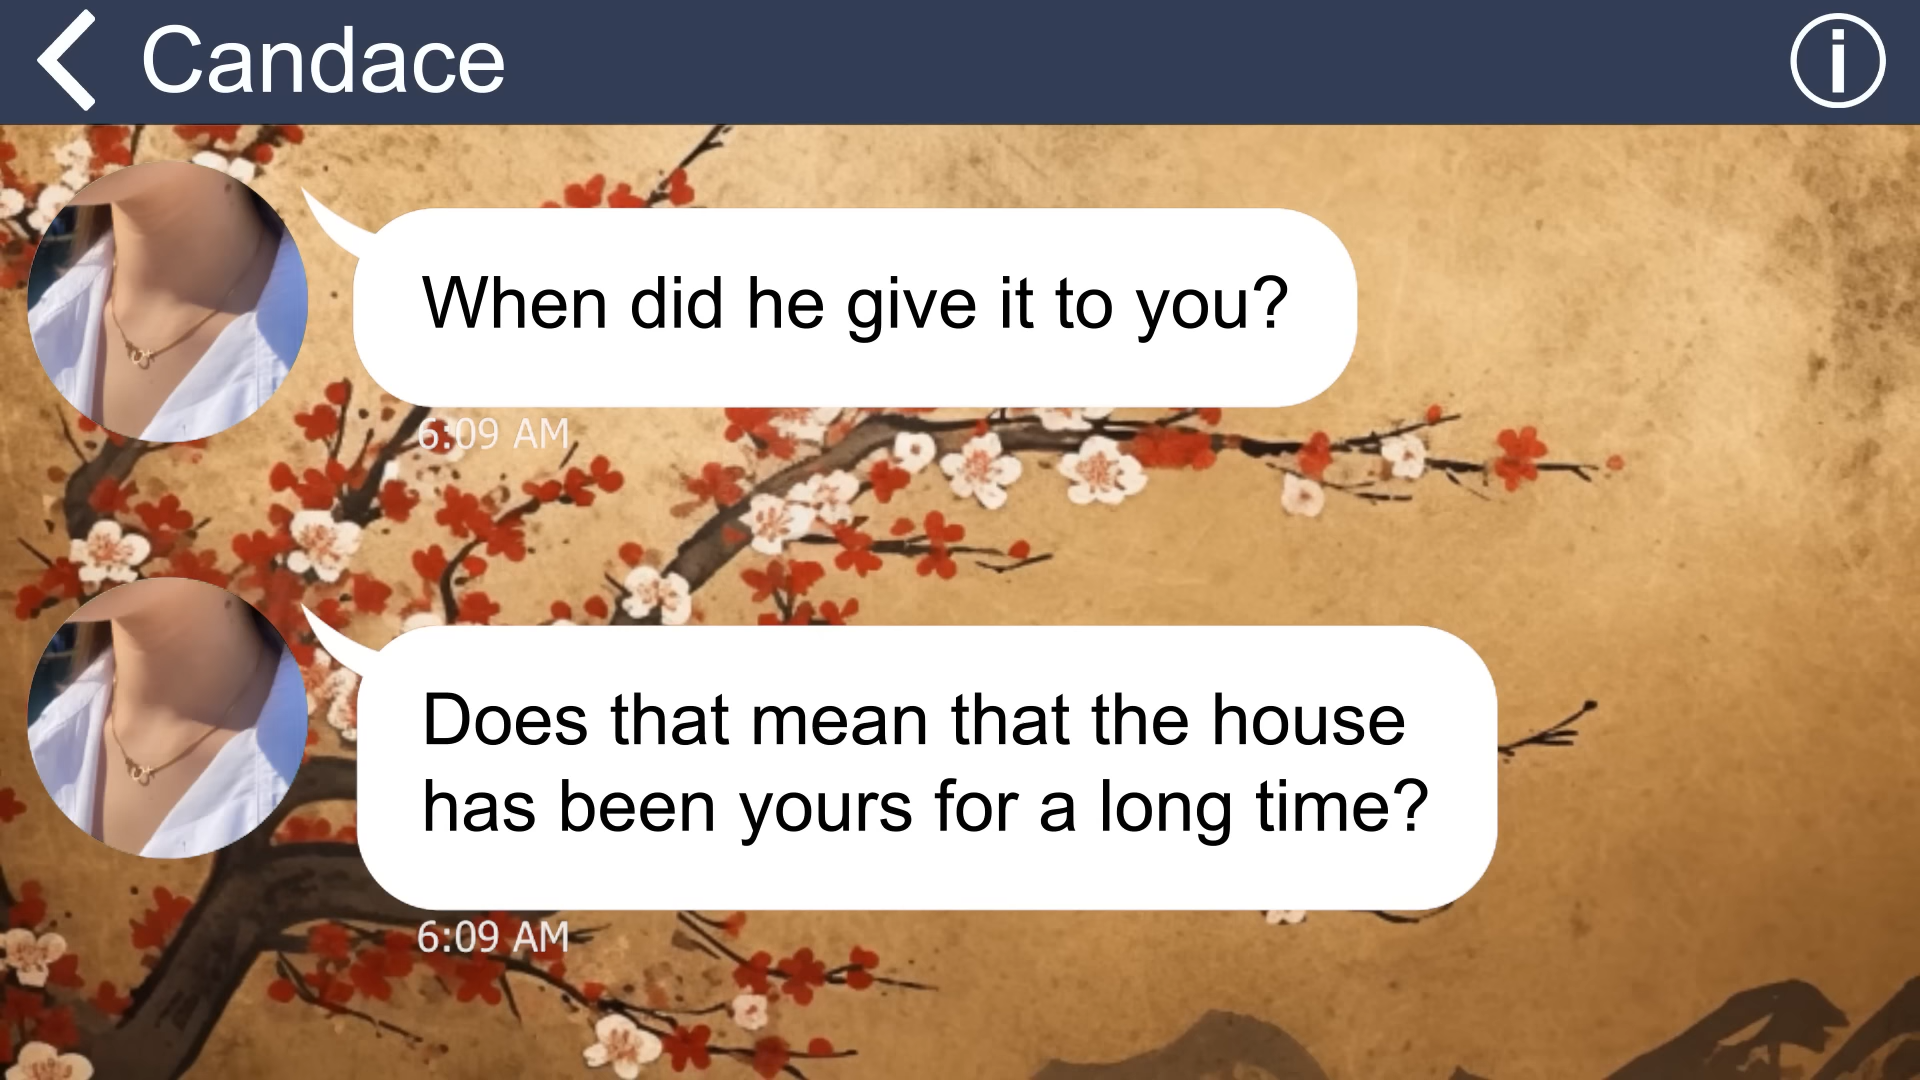 Candace
When did he give it to you?
6:09 AM
Does that mean that the house
has been yours for a long time?
6:09 AM